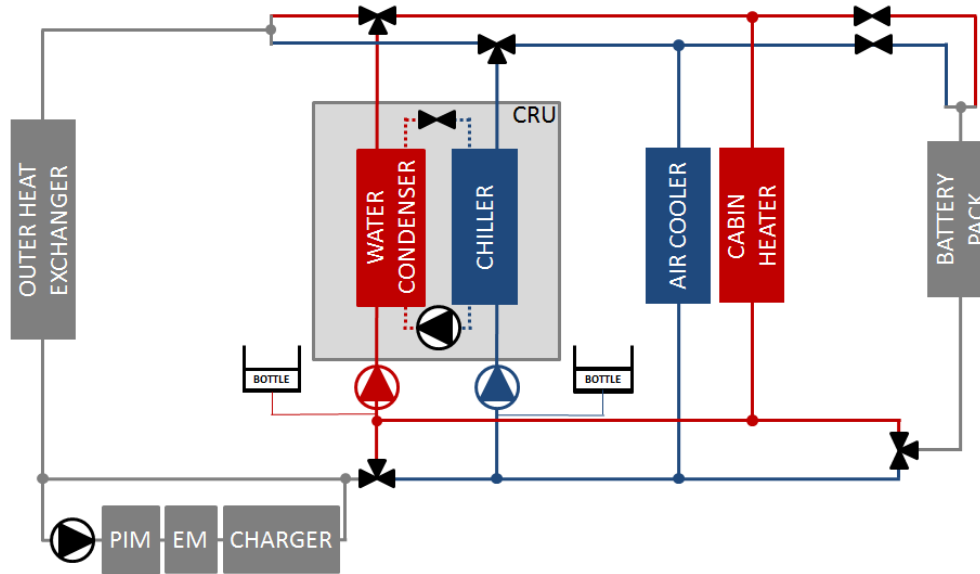 CRU
OUTER HEAT
EXCHANGER
WATER
CONDENSER
CHILLER
AIR COOLER
CABIN
HEATER
BATTERY
PACK
BOTTLE
BOTTLE
PIM
EM
CHARGER